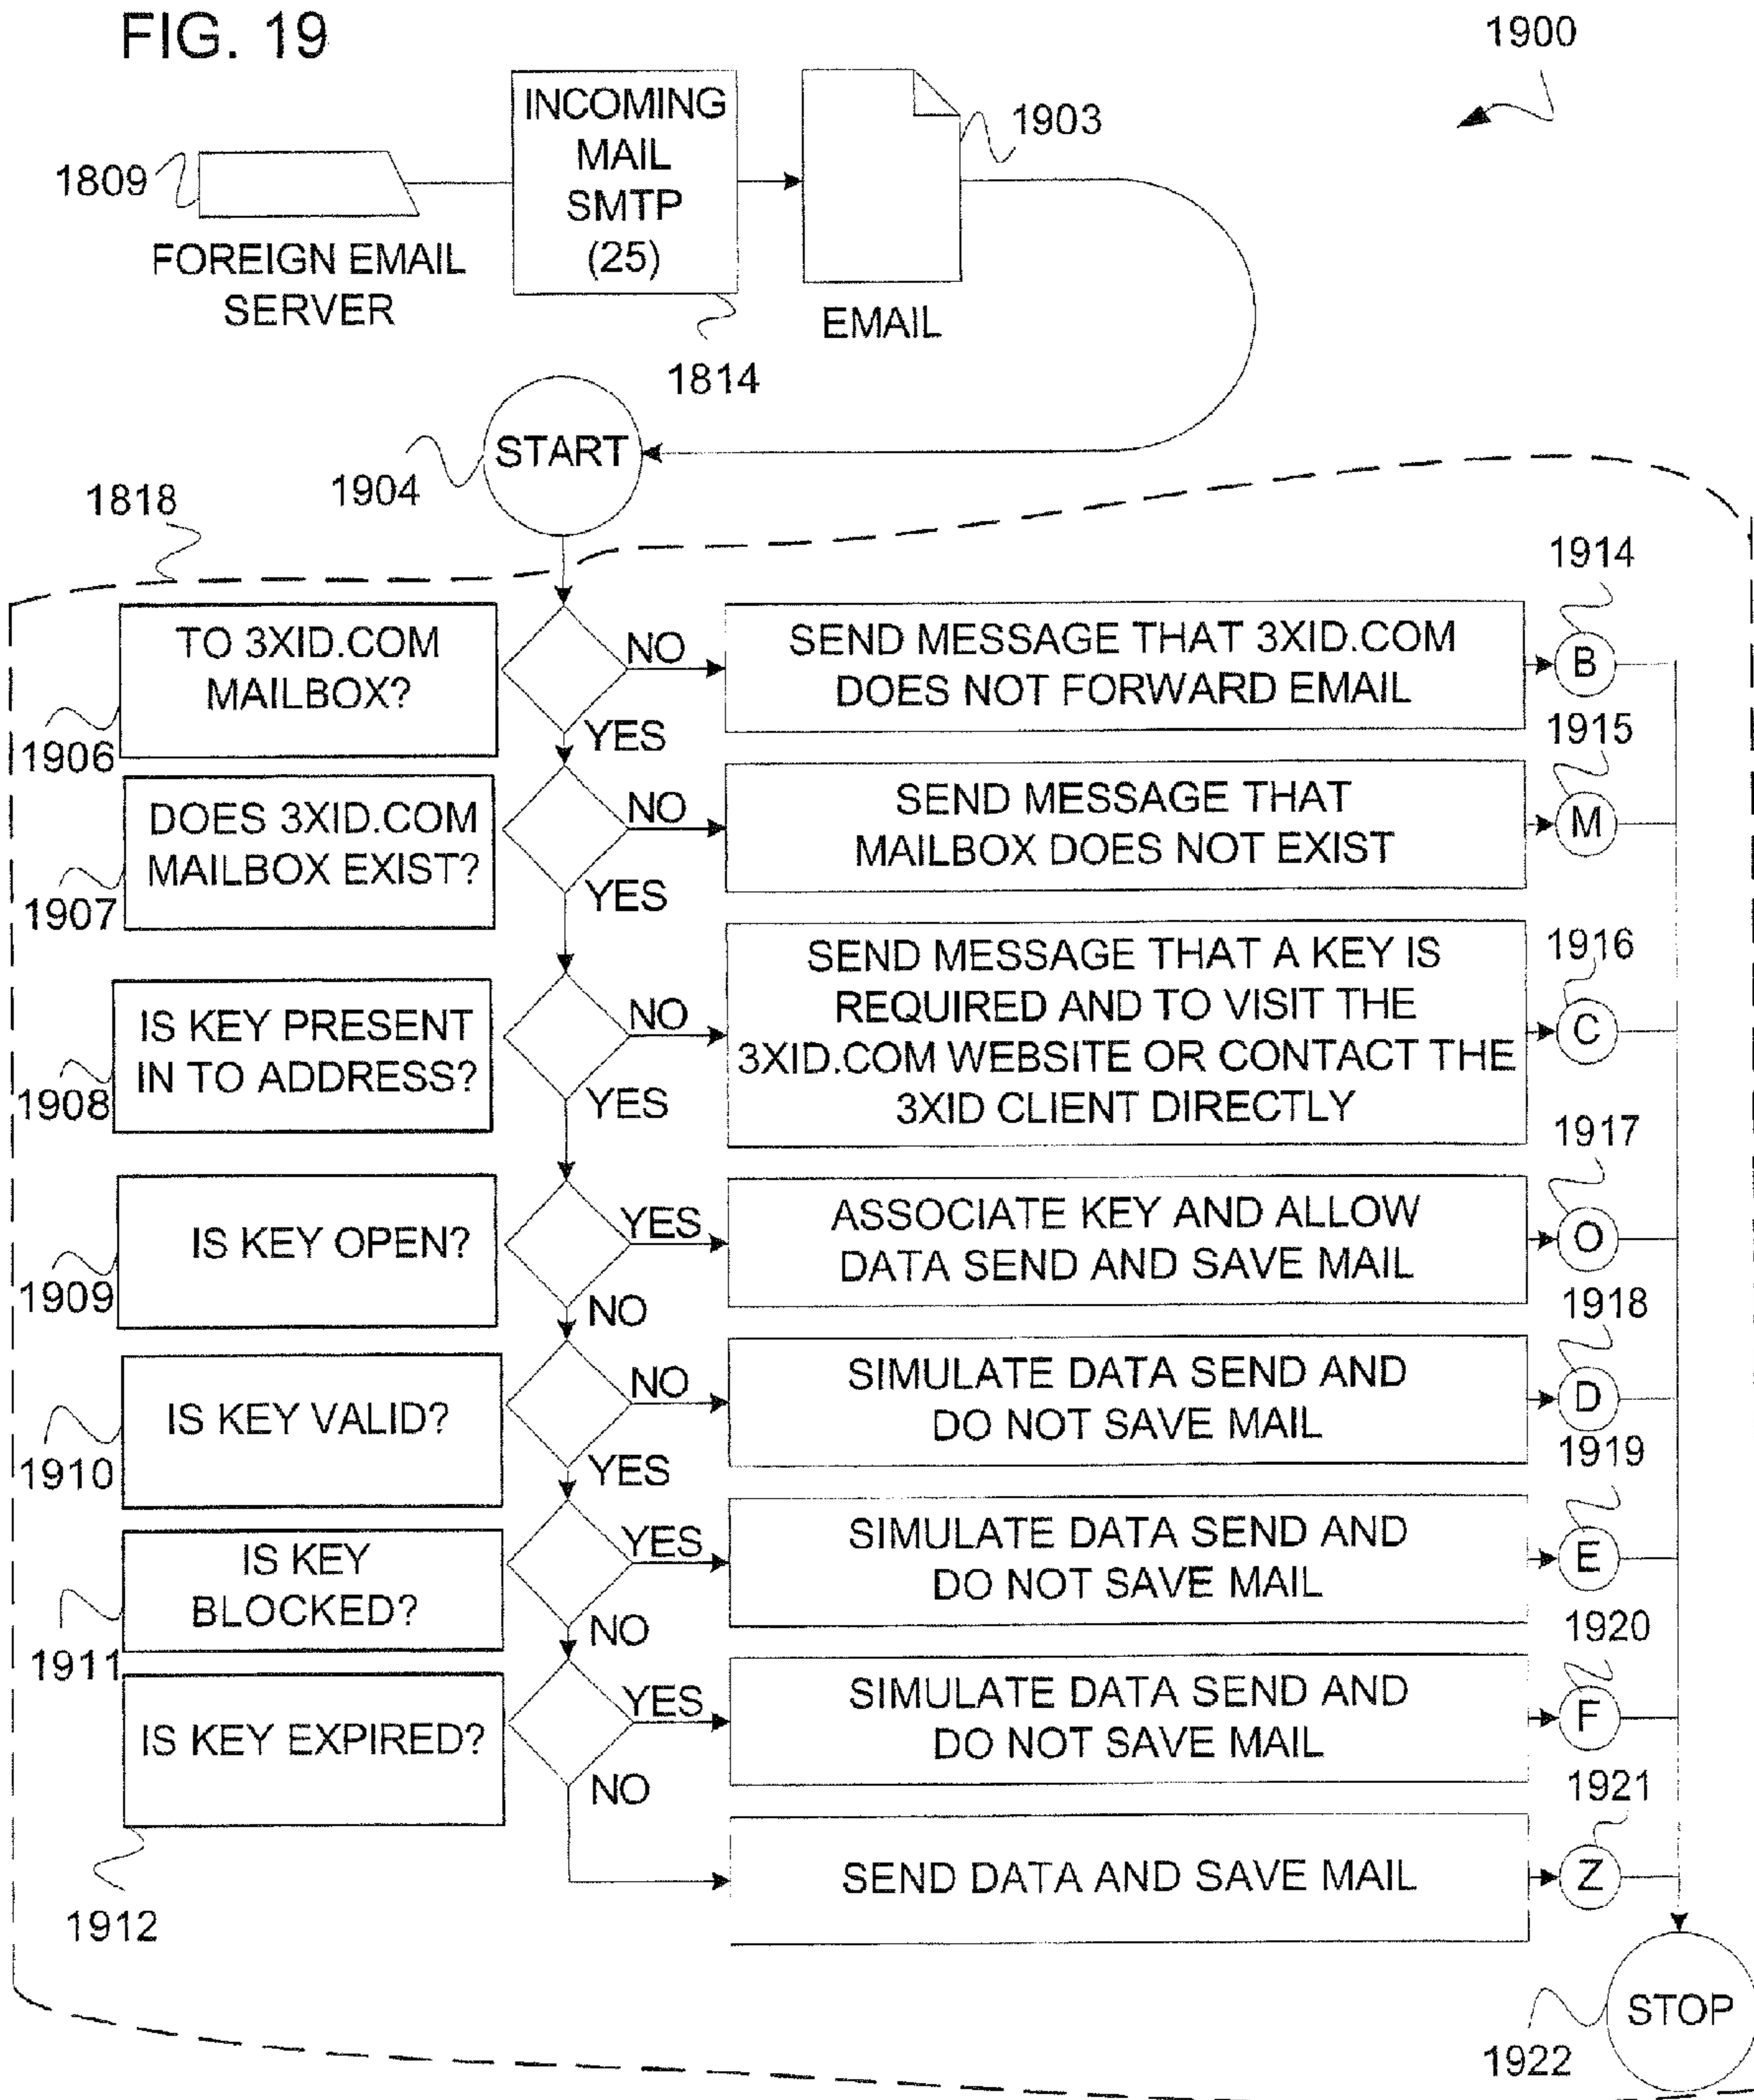 FIG. 19
1900
INCOMING
MAIL
SMTP
(25)
1903
1809
FOREIGN EMAIL
SERVER
EMAIL
1814
START
1904
1818
1914
TO 3XID.COM
MAILBOX?
NO
SEND MESSAGE THAT 3XID.COM
DOES NOT FORWARD EMAIL
B
1906
YES
1915
DOES 3XID.COM
MAILBOX EXIST?
NO
SEND MESSAGE THAT
MAILBOX DOES NOT EXIST
M
1907
YES
1916
IS KEY PRESENT
IN TO ADDRESS?
NO
SEND MESSAGE THAT A KEY IS
REQUIRED AND TO VISIT THE
3XID.COM WEBSITE OR CONTACT THE
3XID CLIENT DIRECTLY
C
1908
YES
1917
IS KEY OPEN?
YES
ASSOCIATE KEY AND ALLOW
DATA SEND AND SAVE MAIL
O
1909
NO
1918
IS KEY VALID?
NO
SIMULATE DATA SEND AND
DO NOT SAVE MAIL
D
1910
YES
1919
IS KEY
BLOCKED?
YES
SIMULATE DATA SEND AND
DO NOT SAVE MAIL
E
1911
NO
1920
IS KEY EXPIRED?
YES
SIMULATE DATA SEND AND
DO NOT SAVE MAIL
F
NO
1921
1912
SEND DATA AND SAVE MAIL
Z
STOP
1922